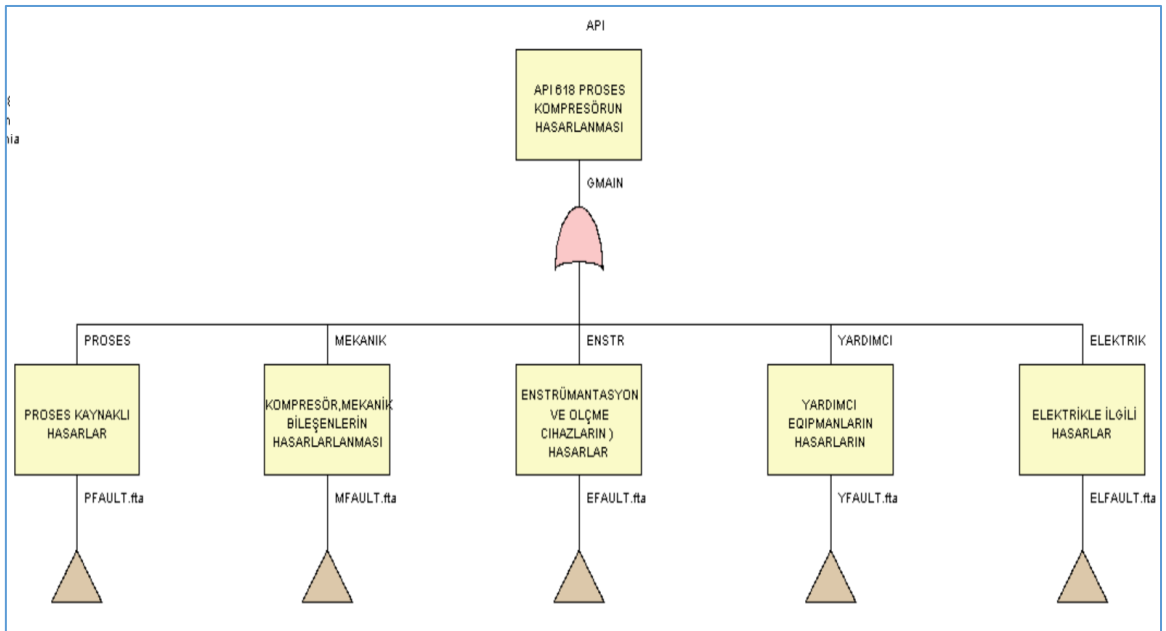 API
API 618 PROSES
KOMPRESÖRUN
HASARLANMASI
GMAIN
PROSES
MEKANIK
ENSTR
YARDIMCI
ELEKTRIK
PROSES KAYNAKLI
HASARLAR
KOMPRESÖR,MEKANİK
BİLEŞENLERİN
HASARLARLANMASI
ENSTRÜMANTASYON
VE OLÇME
CIHAZLARIN )
HASARLAR
YARDIMCI
EQIPMANLARIN
HASARLARIN
ELEKTRIKLE İLGİLİ
HASARLAR
PFAULT.fta
MFAULT.fta
EFAULT.fta
YFAULT.fta
ELFAULT.fta